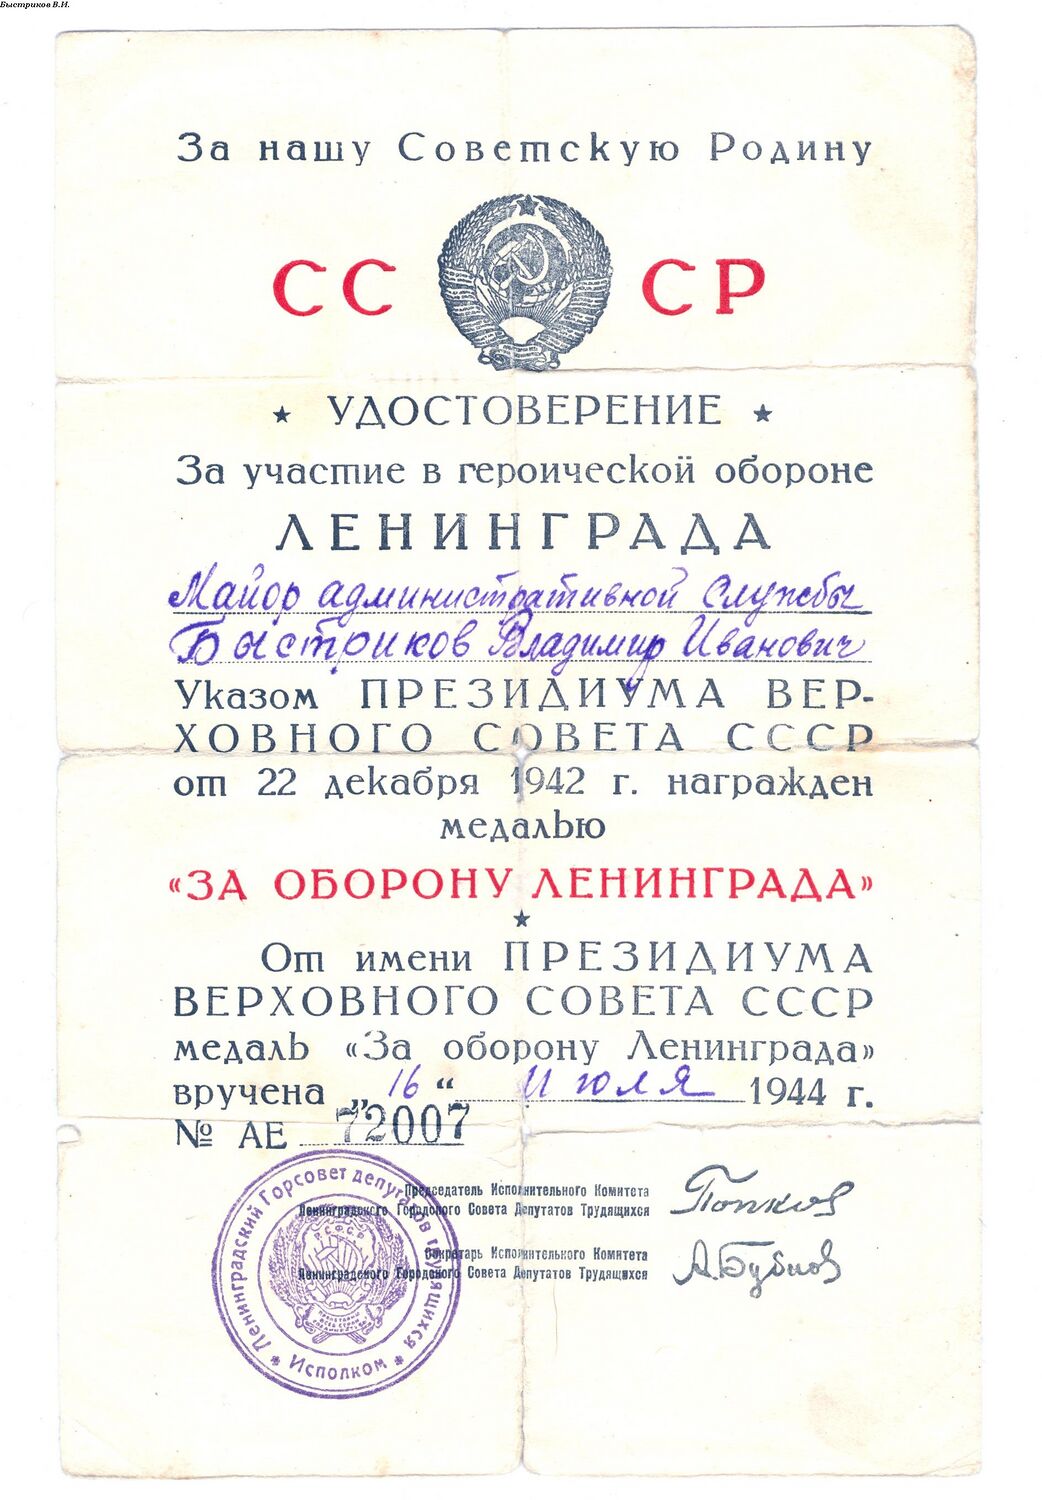 Быстриков В.И.
За нашу Советскую Родину
СС СР
★ УДОСТОВЕРЕНИЕ ★
За участие в героической обороне
ЛЕНИНГРАДА
Майор административной службы
Быстриков Владимир Иванович
Указом ПРЕЗИДИУМА ВЕР-
ХОВНОГО СОВЕТА СССР
от 22 декабря 1942 г. награжден
медалью
«ЗА ОБОРОНУ ЛЕНИНГРАДА»
★
От имени ПРЕЗИДИУМА
ВЕРХОВНОГО СОВЕТА СССР
медаль «За оборону Ленинграда»
вручена „16“ Июля 1944 г.
№ АЕ 72007
Председатель Исполнительного Комитета
Ленинградского Городского Совета Депутатов Трудящихся
Попков
Секретарь Исполнительного Комитета
Ленинградского Городского Совета Депутатов Трудящихся
А.Бубнов
Ленинградский Горсовет депутатов трудящихся
★ Исполком ★
Р.С.Ф.С.Р.